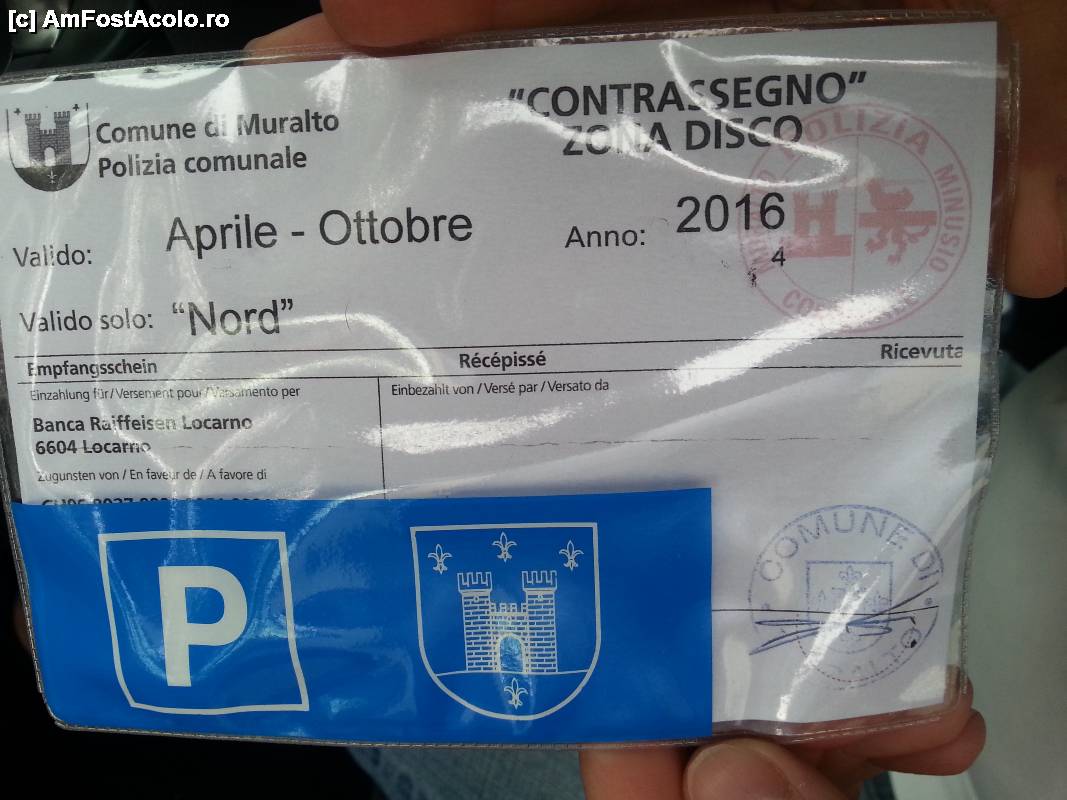 [c] AmFostAcolo.ro
Comune di Muralto
Polizia comunale
"CONTRASSEGNO"
ZONA DISCO
Valido: Aprile - Ottobre Anno: 2016
4
Valido solo: "Nord"
Empfangsschein Récépissé Ricevuta
Einzahlung für / Versement pour / Versamento per
Einbezahlt von / Versé par / Versato da
Banca Raiffeisen Locarno
6604 Locarno
Zugunsten von / En faveur de / A favore di
POLIZIA MINUSIO
P
COMUNE DI